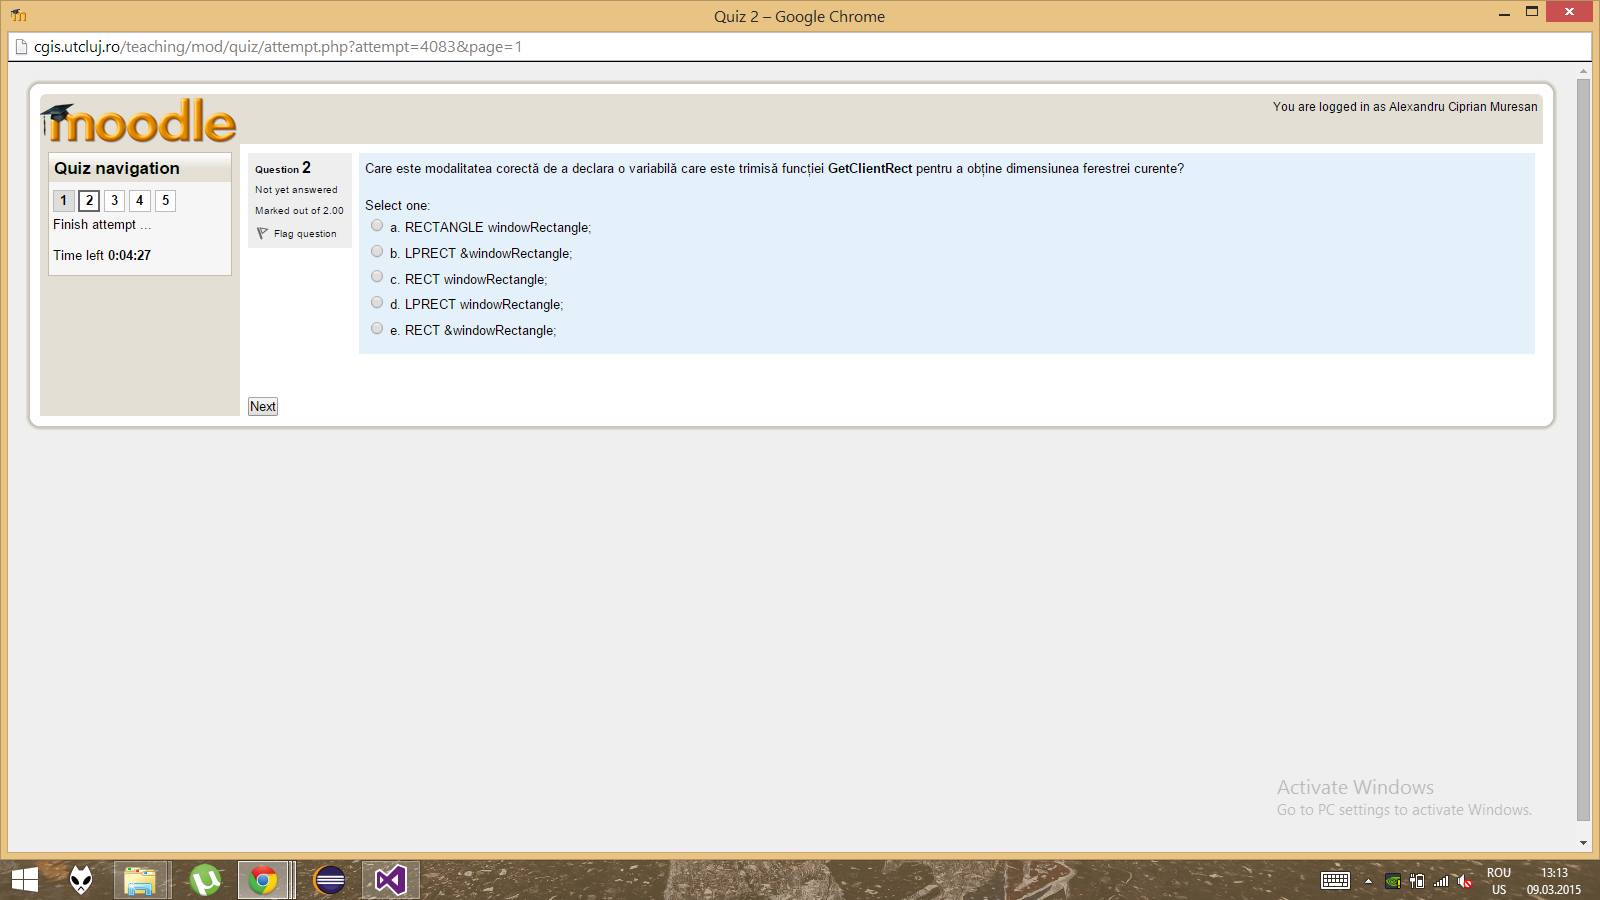 Quiz 2 – Google Chrome
cgis.utcluj.ro/teaching/mod/quiz/attempt.php?attempt=4083&page=1
moodle
You are logged in as Alexandru Ciprian Muresan
Quiz navigation
1 2 3 4 5
Finish attempt ...
Time left 0:04:27
Question 2
Not yet answered
Marked out of 2.00
Flag question
Care este modalitatea corectă de a declara o variabilă care este trimisă funcției GetClientRect pentru a obține dimensiunea ferestrei curente?
Select one:
a. RECTANGLE windowRectangle;
b. LPRECT &windowRectangle;
c. RECT windowRectangle;
d. LPRECT windowRectangle;
e. RECT &windowRectangle;
Next
Activate Windows
Go to PC settings to activate Windows.
ROU
US
13:13
09.03.2015